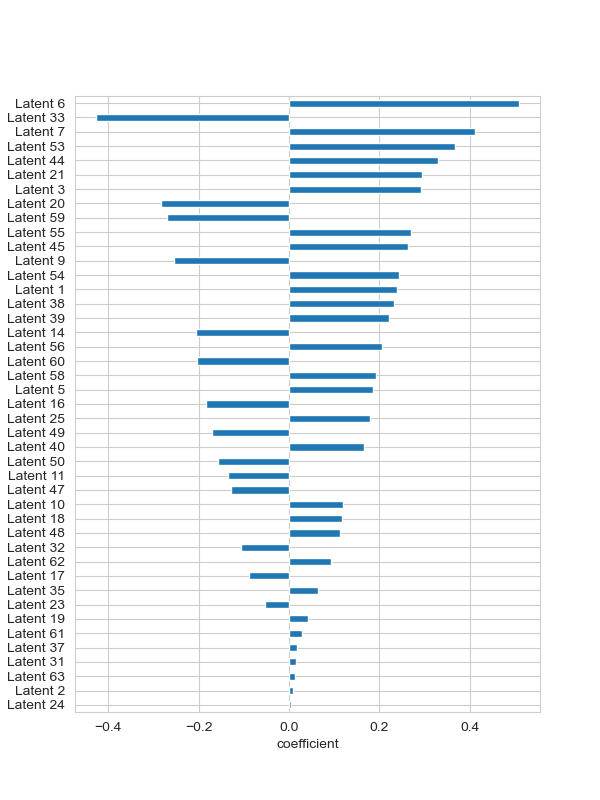 Latent 6
Latent 33
Latent 7
Latent 53
Latent 44
Latent 21
Latent 3
Latent 20
Latent 59
Latent 55
Latent 45
Latent 9
Latent 54
Latent 1
Latent 38
Latent 39
Latent 14
Latent 56
Latent 60
Latent 58
Latent 5
Latent 16
Latent 25
Latent 49
Latent 40
Latent 50
Latent 11
Latent 47
Latent 10
Latent 18
Latent 48
Latent 32
Latent 62
Latent 17
Latent 35
Latent 23
Latent 19
Latent 61
Latent 37
Latent 31
Latent 63
Latent 2
Latent 24
−0.4 −0.2 0.0 0.2 0.4
coefficient